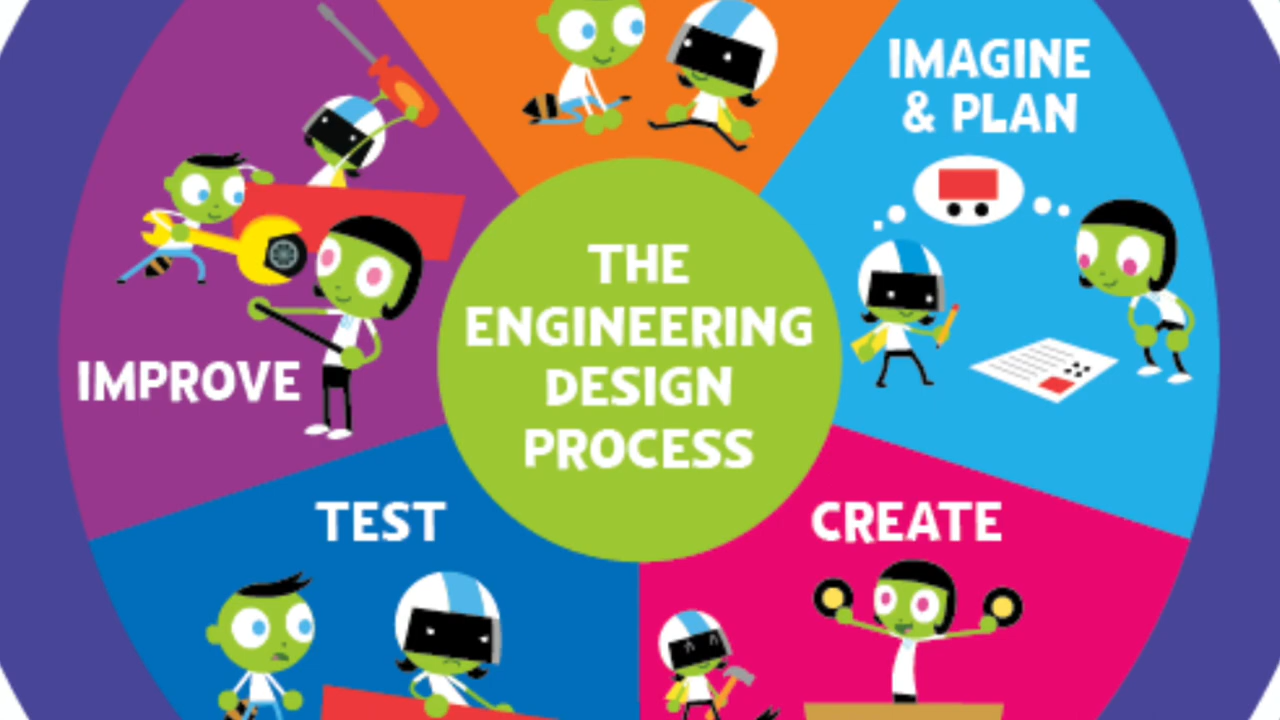 IMAGINE
& PLAN
THE
ENGINEERING
DESIGN
PROCESS
IMPROVE
TEST
CREATE